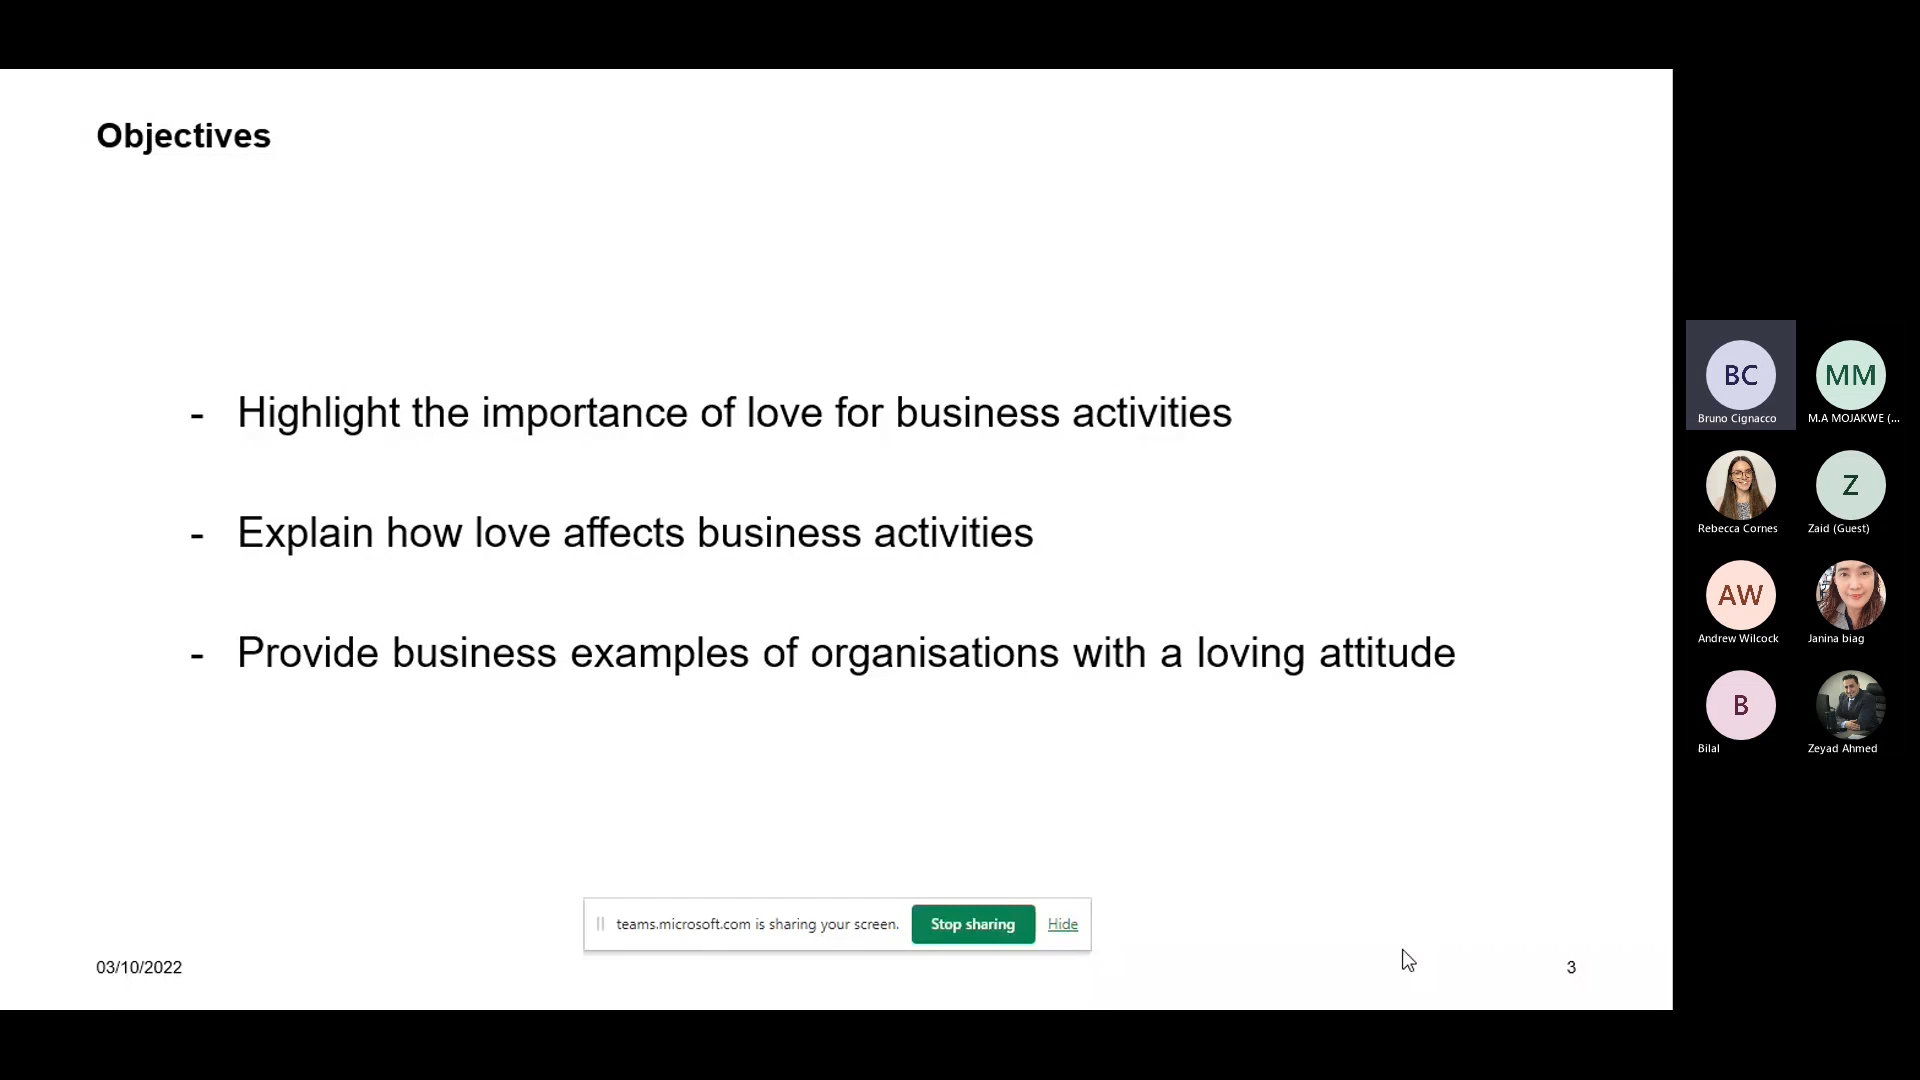 Objectives
- Highlight the importance of love for business activities
- Explain how love affects business activities
- Provide business examples of organisations with a loving attitude
teams.microsoft.com is sharing your screen. Stop sharing Hide
03/10/2022
3
BC
Bruno Cignacco
MM
M.A MOJAKWE (...
Rebecca Cornes
Z
Zaid (Guest)
AW
Andrew Wilcock
Janina biag
B
Bilal
Zeyad Ahmed